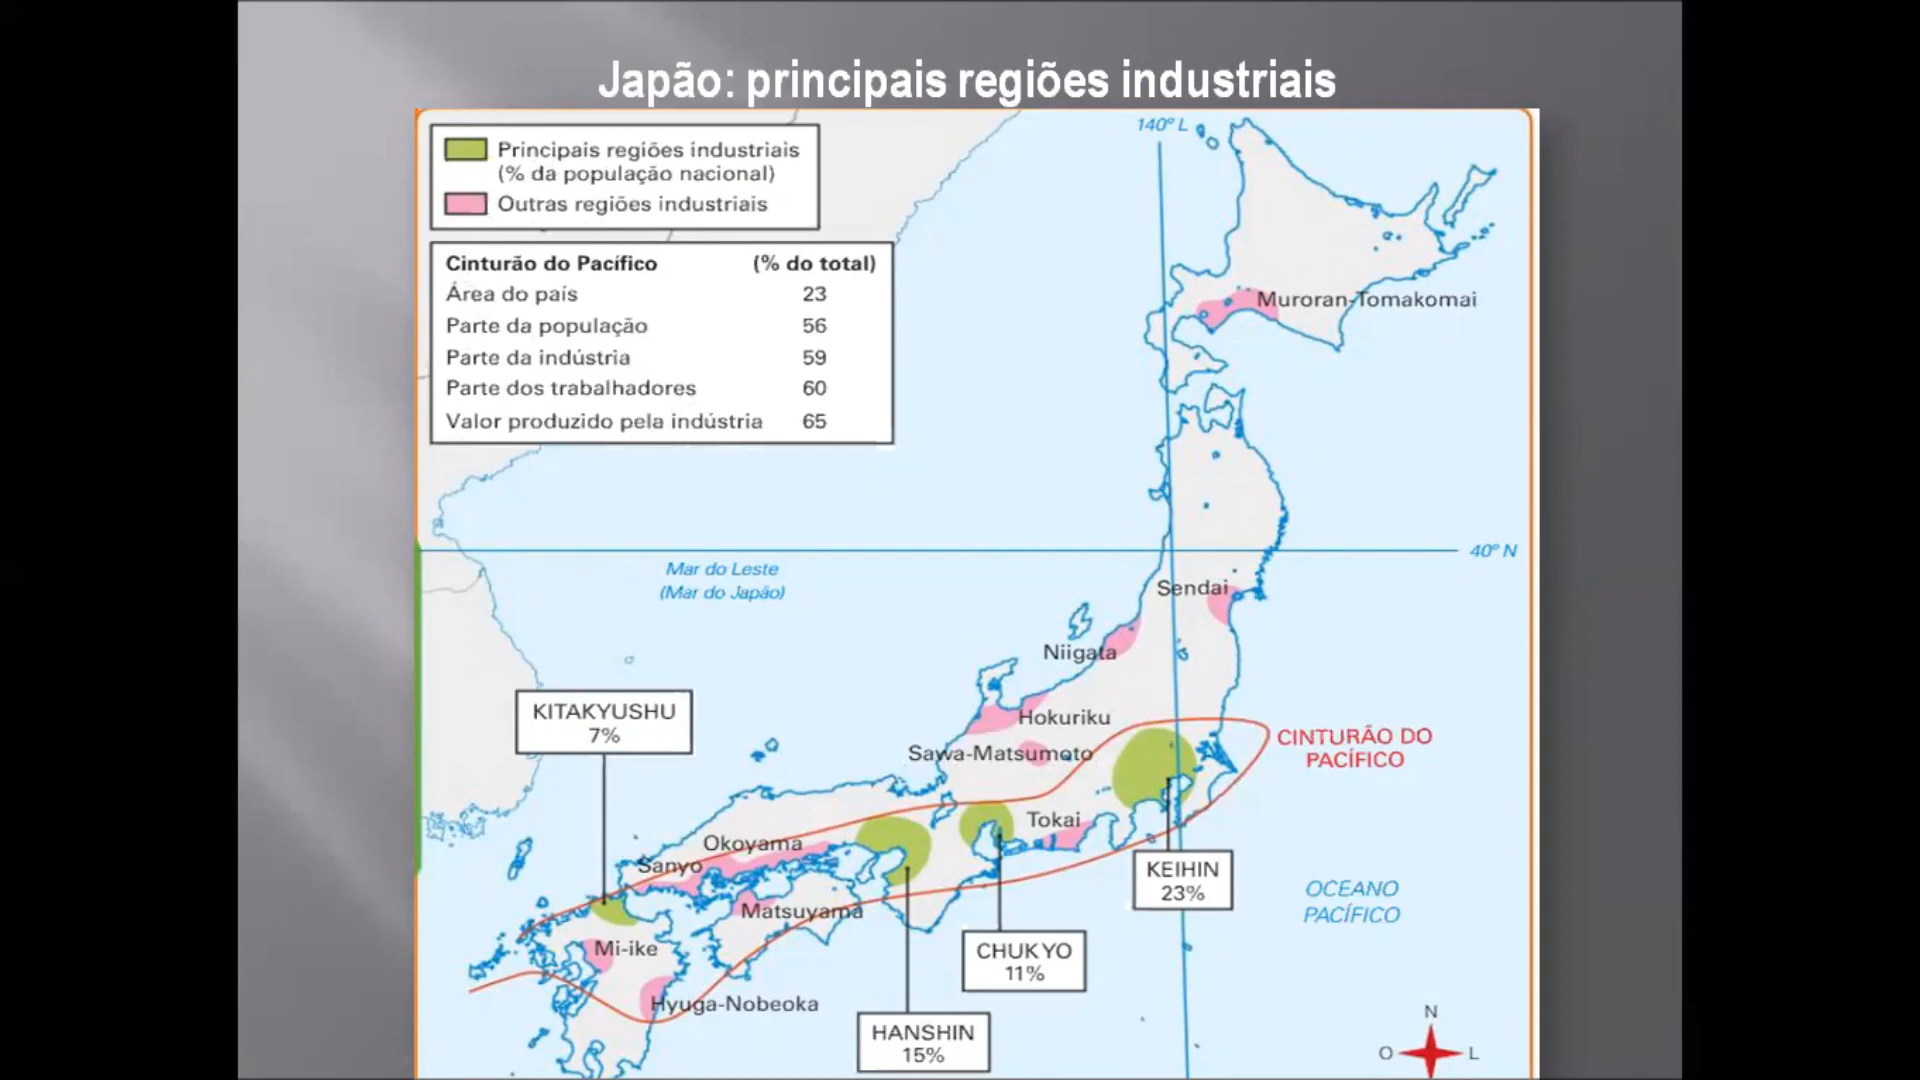 Japão: principais regiões industriais
140º L
Principais regiões industriais
(% da população nacional)
Outras regiões industriais
Cinturão do Pacífico (% do total)
Área do país 23
Parte da população 56
Parte da indústria 59
Parte dos trabalhadores 60
Valor produzido pela indústria 65
Muroran-Tomakomai
40º N
Mar do Leste
(Mar do Japão)
Sendai
Niigata
KITAKYUSHU
7%
Hokuriku
Sawa-Matsumoto
CINTURÃO DO
PACÍFICO
Tokai
Okoyama
Sanyo
KEIHIN
23%
OCEANO
PACÍFICO
Matsuyama
Mi-ike
CHUKYO
11%
Hyuga-Nobeoka
HANSHIN
15%
N
O L